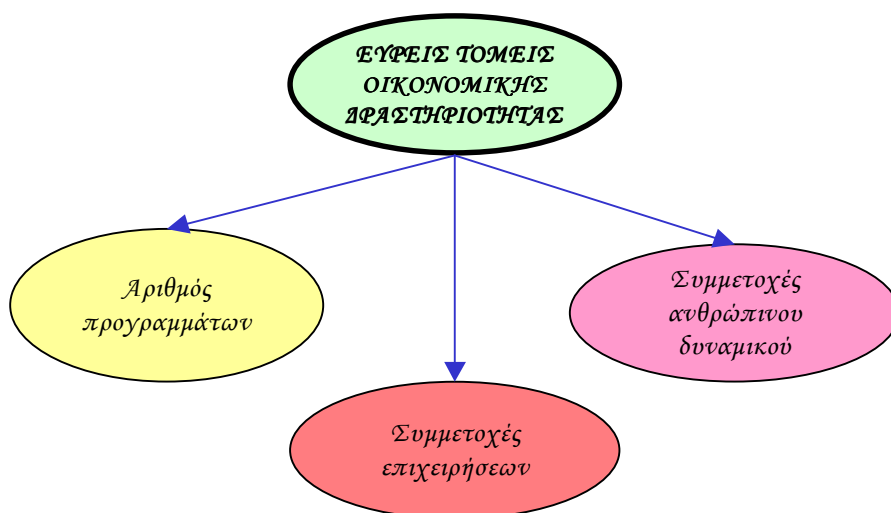 ΕΥΡΕΙΣ ΤΟΜΕΙΣ
ΟΙΚΟΝΟΜΙΚΗΣ
ΔΡΑΣΤΗΡΙΟΤΗΤΑΣ
Αριθμός
προγραμμάτων
Συμμετοχές
ανθρώπινου
δυναμικού
Συμμετοχές
επιχειρήσεων